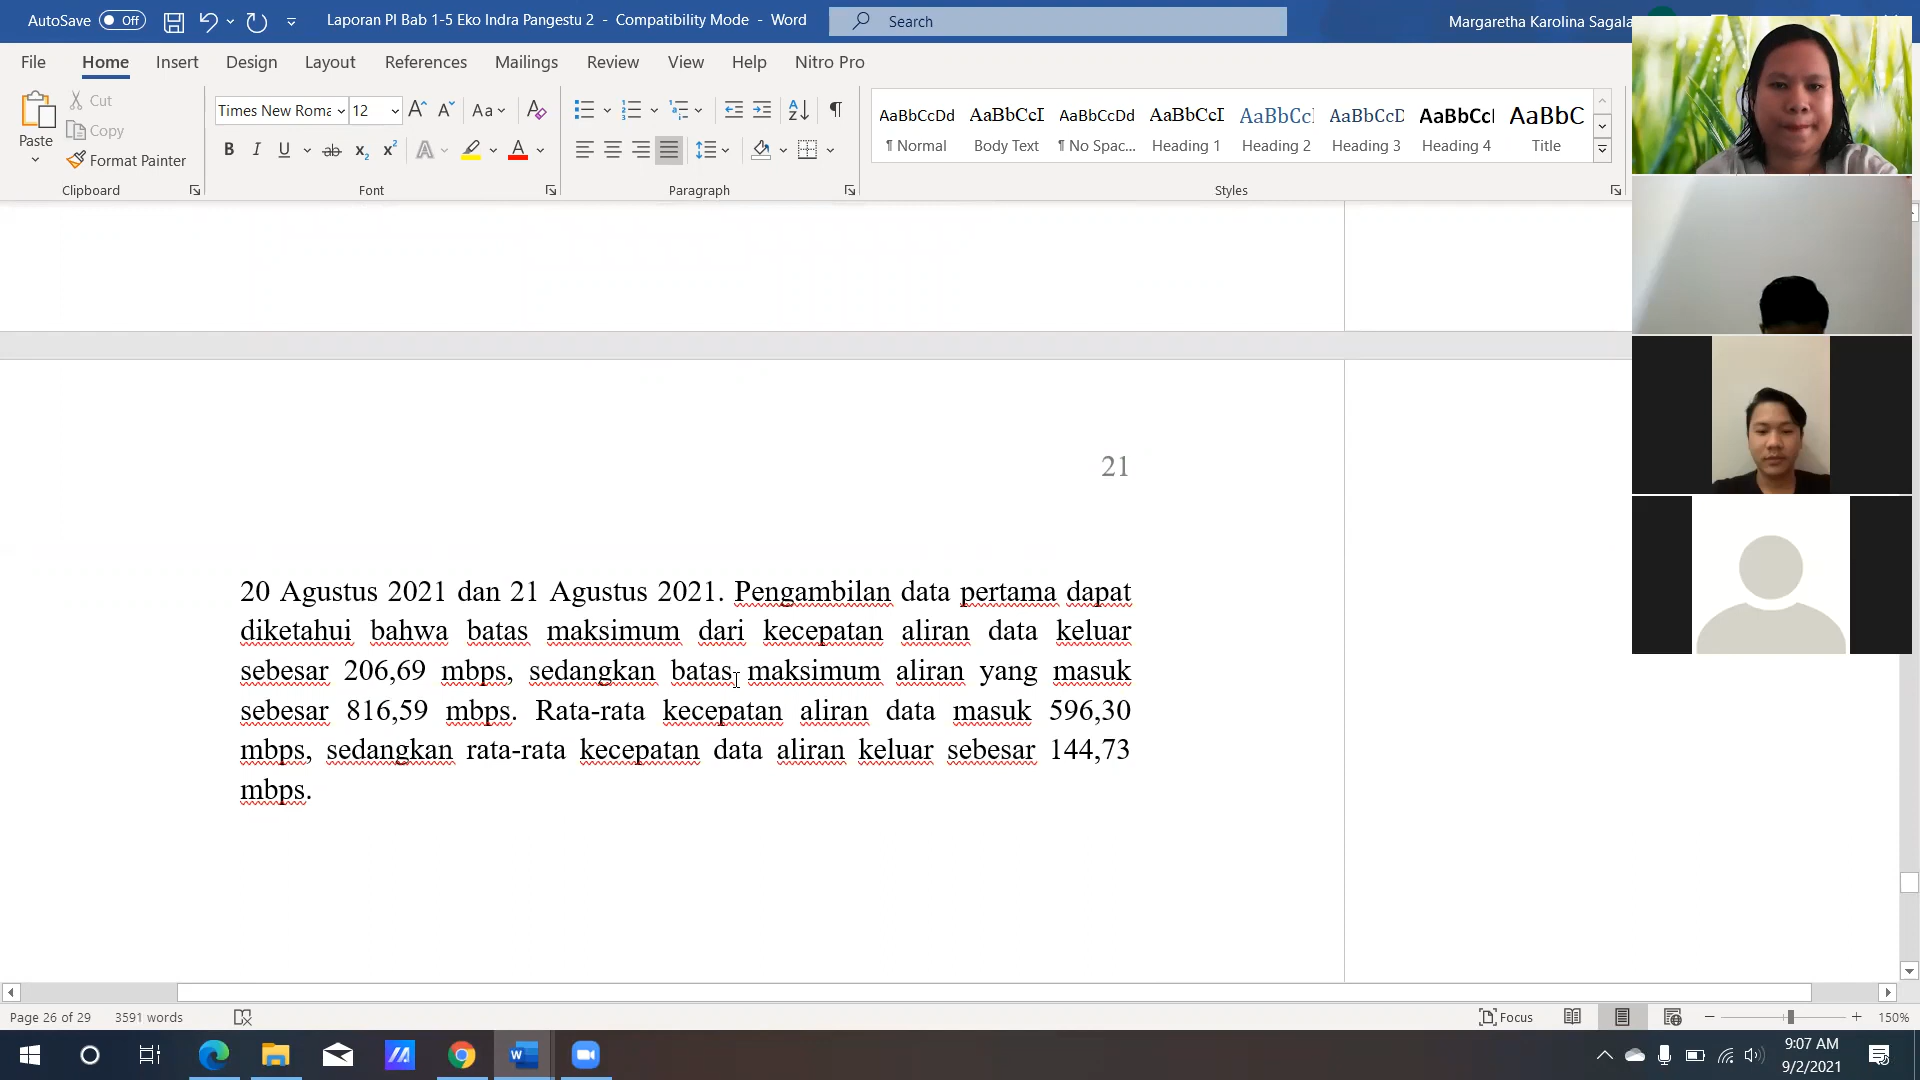 AutoSave Off
Laporan PI Bab 1-5 Eko Indra Pangestu 2 - Compatibility Mode - Word
Search
Margaretha Karolina Sagala
File Home Insert Design Layout References Mailings Review View Help Nitro Pro
Paste
Cut
Copy
Format Painter
Clipboard
Times New Roma 12
Font
Paragraph
AaBbCcDd
¶ Normal
AaBbCcI
Body Text
AaBbCcDd
¶ No Spac...
AaBbCcI
Heading 1
AaBbCcI
Heading 2
AaBbCcD
Heading 3
AaBbCcI
Heading 4
AaBbC
Title
Styles
21
20 Agustus 2021 dan 21 Agustus 2021. Pengambilan data pertama dapat
diketahui bahwa batas maksimum dari kecepatan aliran data keluar
sebesar 206,69 mbps, sedangkan batas maksimum aliran yang masuk
sebesar 816,59 mbps. Rata-rata kecepatan aliran data masuk 596,30
mbps, sedangkan rata-rata kecepatan data aliran keluar sebesar 144,73
mbps.
Page 26 of 29 3591 words
Focus
150%
9:07 AM
9/2/2021